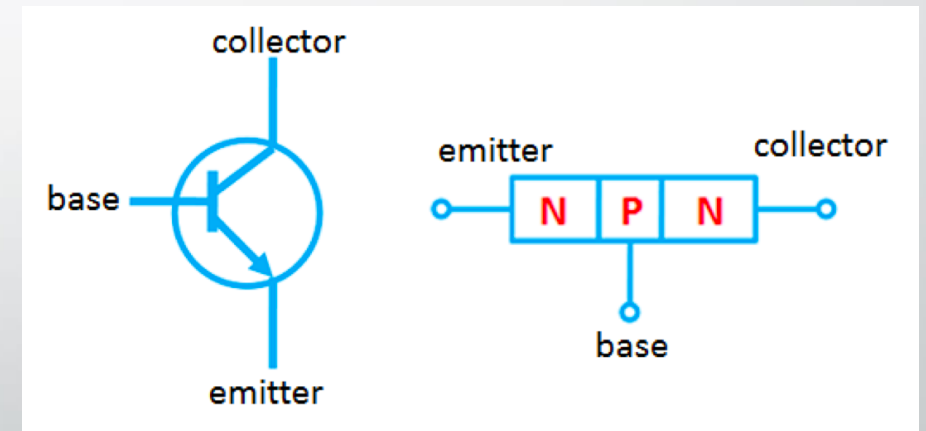 collector
base
emitter
emitter
collector
N P N
base